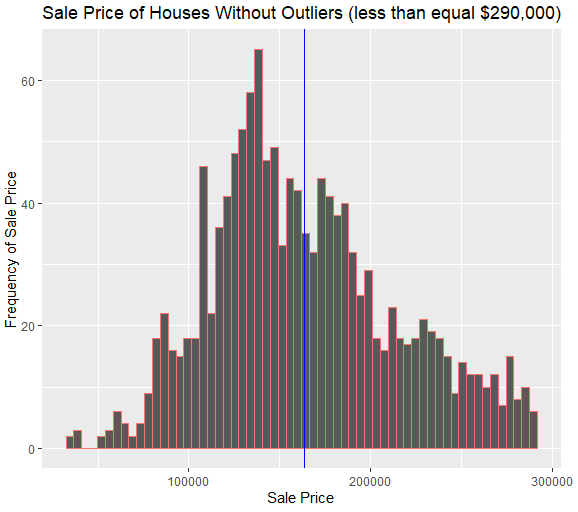 Sale Price of Houses Without Outliers (less than equal $290,000)
Frequency of Sale Price
60
40
20
0
100000
200000
300000
Sale Price